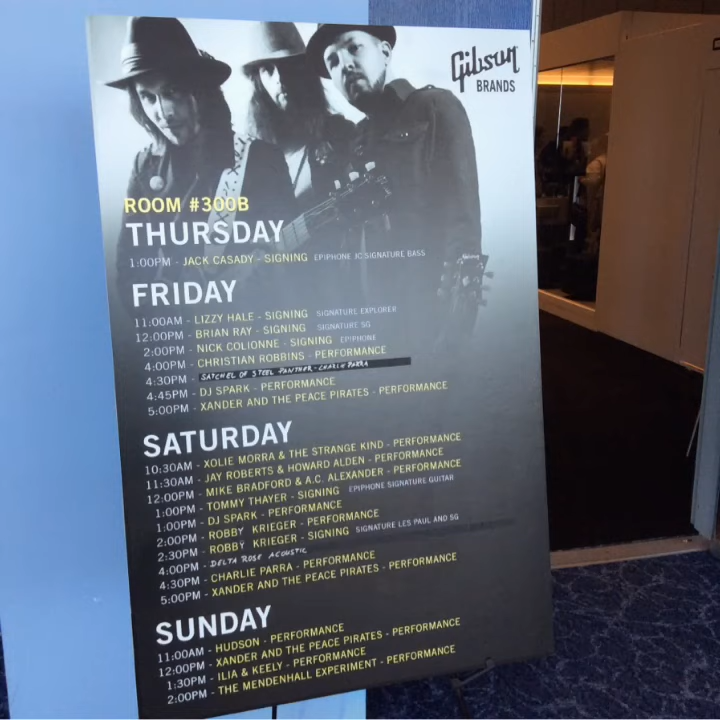 Gibson
BRANDS
ROOM #300B
THURSDAY
1:00PM - JACK CASADY - SIGNING EPIPHONE JC SIGNATURE BASS
FRIDAY
11:00AM - LIZZY HALE - SIGNING SIGNATURE EXPLORER
12:00PM - BRIAN RAY - SIGNING SIGNATURE SG
2:00PM - NICK COLIONNE - SIGNING EPIPHONE
4:00PM - CHRISTIAN ROBBINS - PERFORMANCE
4:30PM - SATCHEL OF STEEL PANTHER - CHARLIE PARRA
4:45PM - DJ SPARK - PERFORMANCE
5:00PM - XANDER AND THE PEACE PIRATES - PERFORMANCE
SATURDAY
10:30AM - XOLIE MORRA & THE STRANGE KIND - PERFORMANCE
11:30AM - JAY ROBERTS & HOWARD ALDEN - PERFORMANCE
12:00PM - MIKE BRADFORD & A.C. ALEXANDER - PERFORMANCE
1:00PM - TOMMY THAYER - SIGNING EPIPHONE SIGNATURE GUITAR
1:00PM - DJ SPARK - PERFORMANCE
2:00PM - ROBBY KRIEGER - PERFORMANCE
2:30PM - ROBBY KRIEGER - SIGNING SIGNATURE LES PAUL AND SG
4:00PM - DELTA ROSE ACOUSTIC
4:30PM - CHARLIE PARRA - PERFORMANCE
5:00PM - XANDER AND THE PEACE PIRATES - PERFORMANCE
SUNDAY
11:00AM - HUDSON - PERFORMANCE
12:00PM - XANDER AND THE PEACE PIRATES - PERFORMANCE
1:30PM - ILIA & KEELY - PERFORMANCE
2:00PM - THE MENDENHALL EXPERIMENT - PERFORMANCE